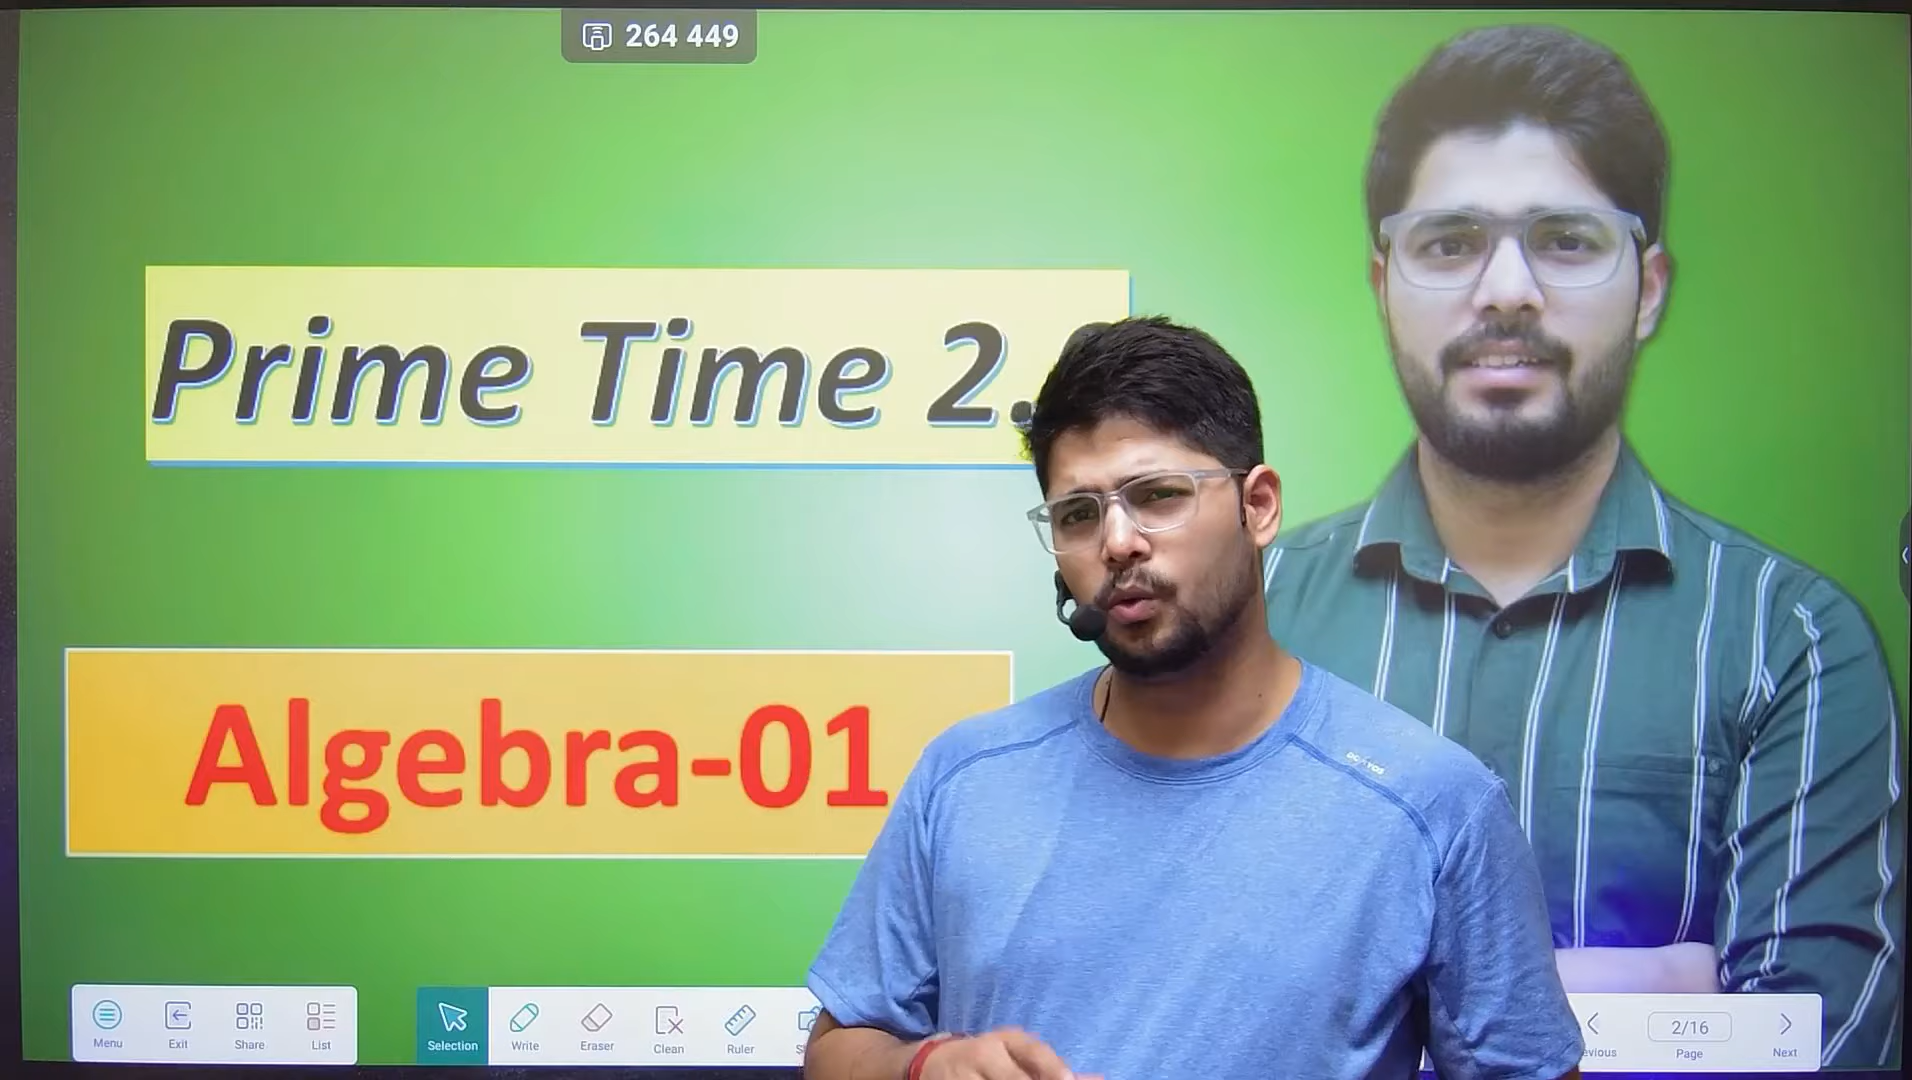 264 449
Prime Time 2.
Algebra-01
Menu
Exit
Share
List
Selection
Write
Eraser
Clean
Ruler
2/16
Page
Next